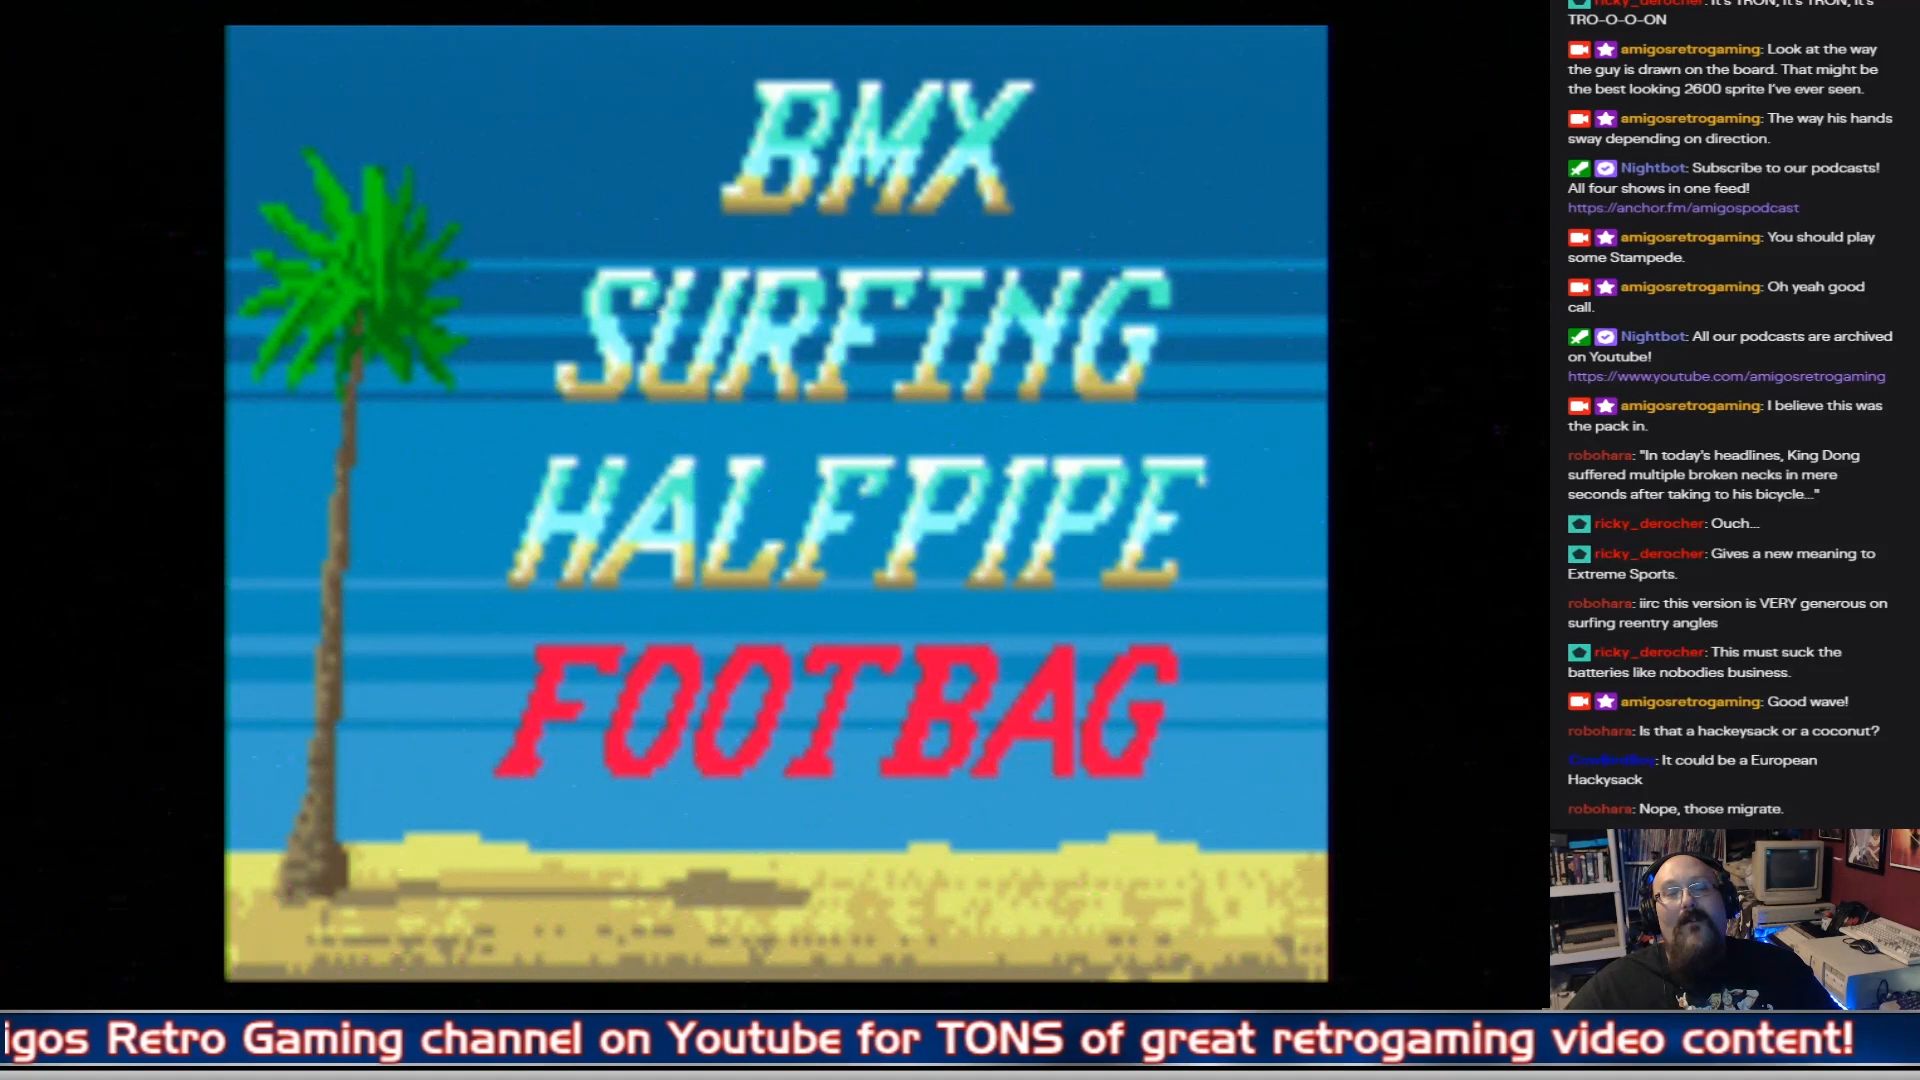 BMX
SURFING
HALFPIPE
FOOTBAG
ricky_derocher: It's TRON, it's TRON, it's
TRO-O-O-ON
amigosretrogaming: Look at the way
the guy is drawn on the board. That might be
the best looking 2600 sprite I've ever seen.
amigosretrogaming: The way his hands
sway depending on direction.
Nightbot: Subscribe to our podcasts!
All four shows in one feed!
https://anchor.fm/amigospodcast
amigosretrogaming: You should play
some Stampede.
amigosretrogaming: Oh yeah good
call.
Nightbot: All our podcasts are archived
on Youtube!
https://www.youtube.com/amigosretrogaming
amigosretrogaming: I believe this was
the pack in.
robohara: "In today's headlines, King Dong
suffered multiple broken necks in mere
seconds after taking to his bicycle..."
ricky_derocher: Ouch...
ricky_derocher: Gives a new meaning to
Extreme Sports.
robohara: iirc this version is VERY generous on
surfing reentry angles
ricky_derocher: This must suck the
batteries like nobodies business.
amigosretrogaming: Good wave!
robohara: Is that a hackeysack or a coconut?
: It could be a European
Hackysack
robohara: Nope, those migrate.
igos Retro Gaming channel on Youtube for TONS of great retrogaming video content!